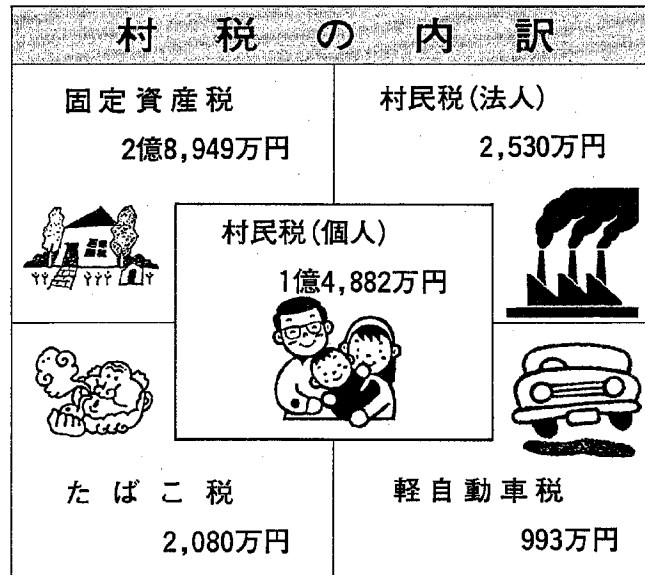 村税の内訳
固定資産税
2億8,949万円
村民税(法人)
2,530万円
村民税(個人)
1億4,882万円
たばこ税
2,080万円
軽自動車税
993万円